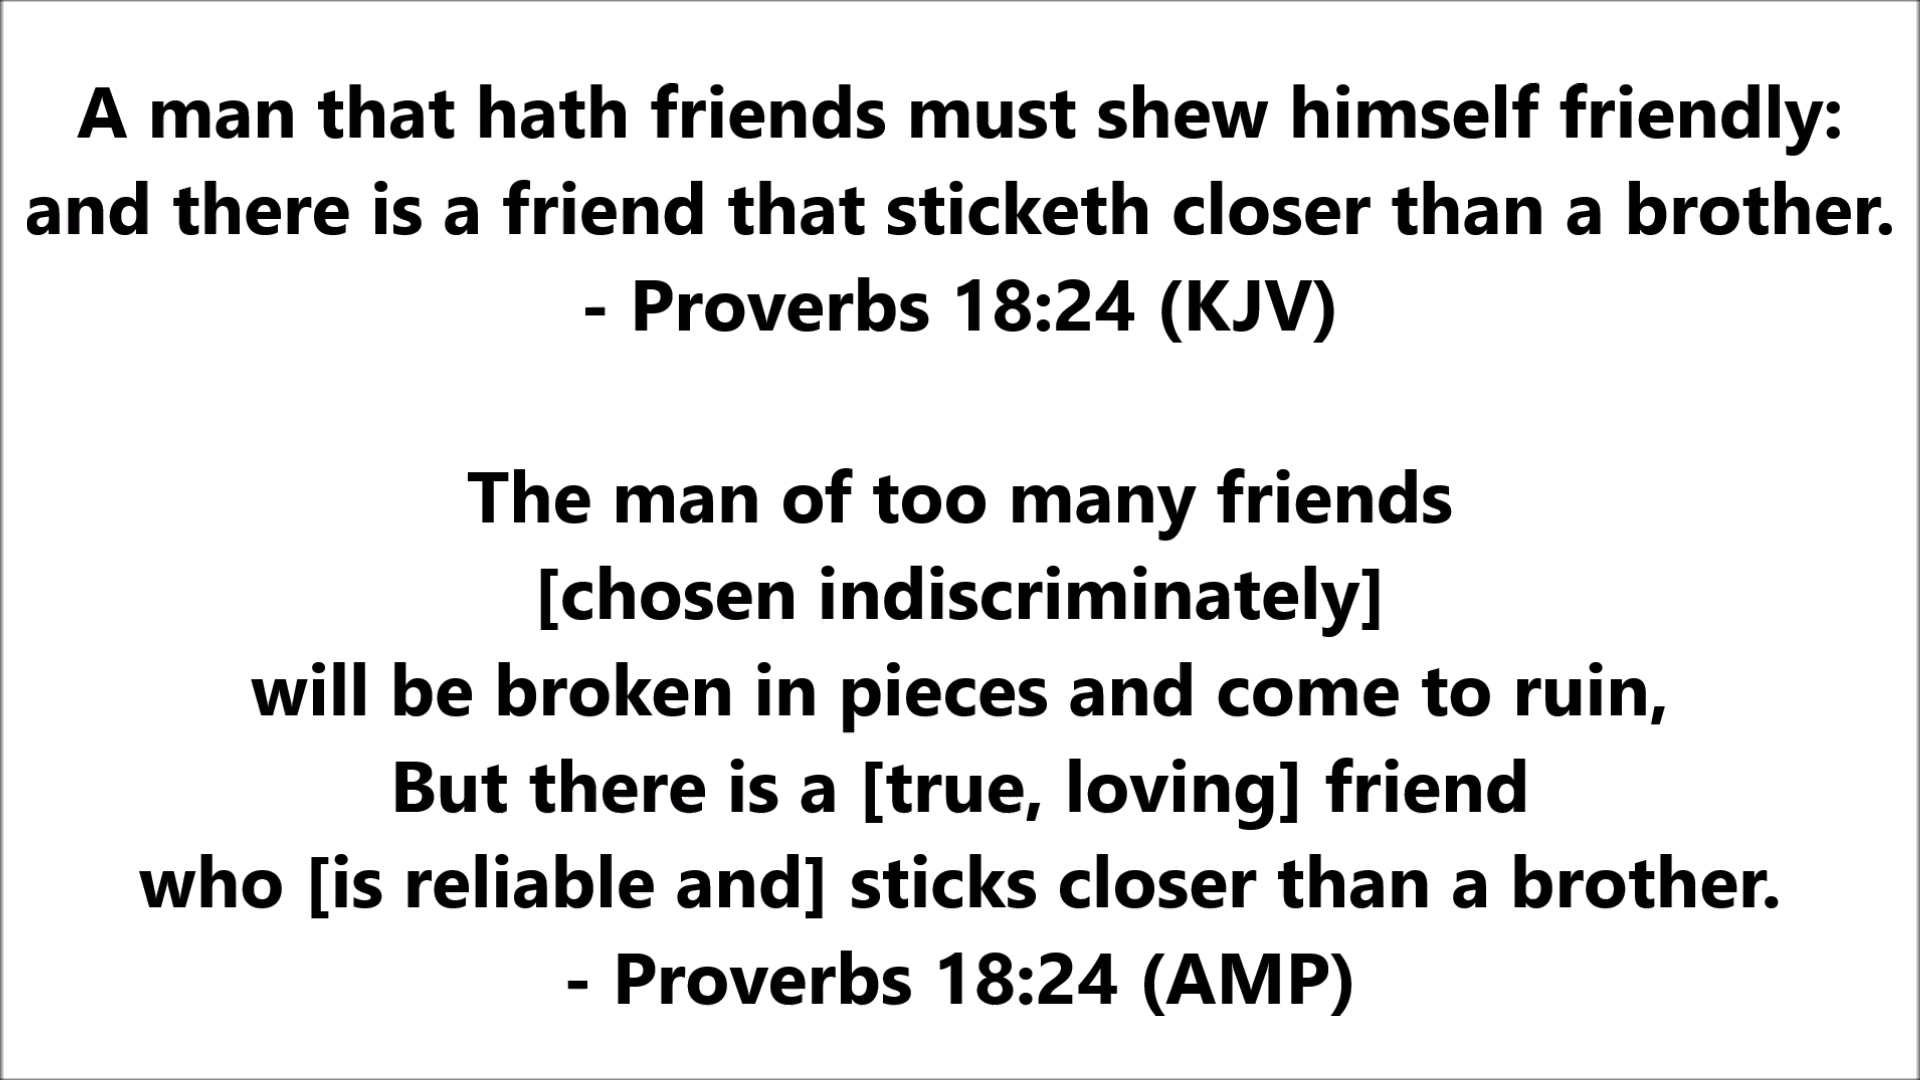 A man that hath friends must shew himself friendly:
and there is a friend that sticketh closer than a brother.
- Proverbs 18:24 (KJV)
The man of too many friends
[chosen indiscriminately]
will be broken in pieces and come to ruin,
But there is a [true, loving] friend
who [is reliable and] sticks closer than a brother.
- Proverbs 18:24 (AMP)